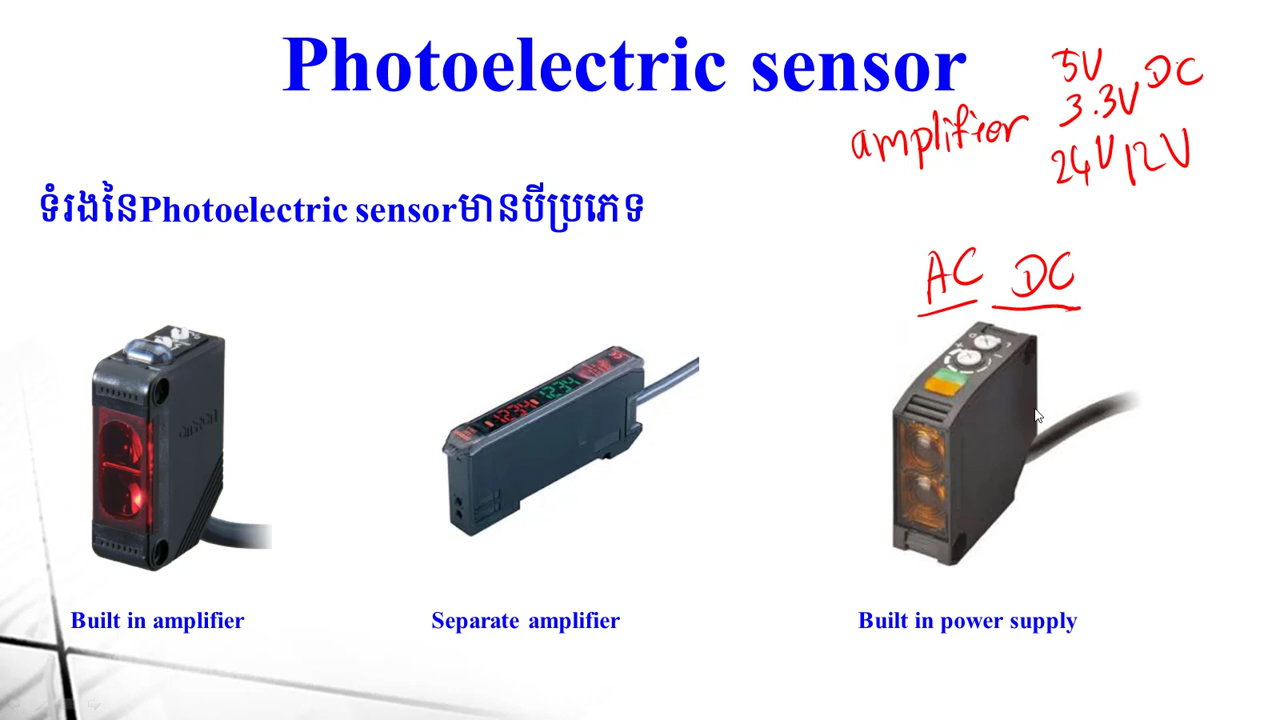 Photoelectric sensor
5V DC
3.3V
amplifier
24V 12V
ទំរង់នៃPhotoelectric sensorមានបីប្រភេទ
AC DC
Built in amplifier
Separate amplifier
Built in power supply